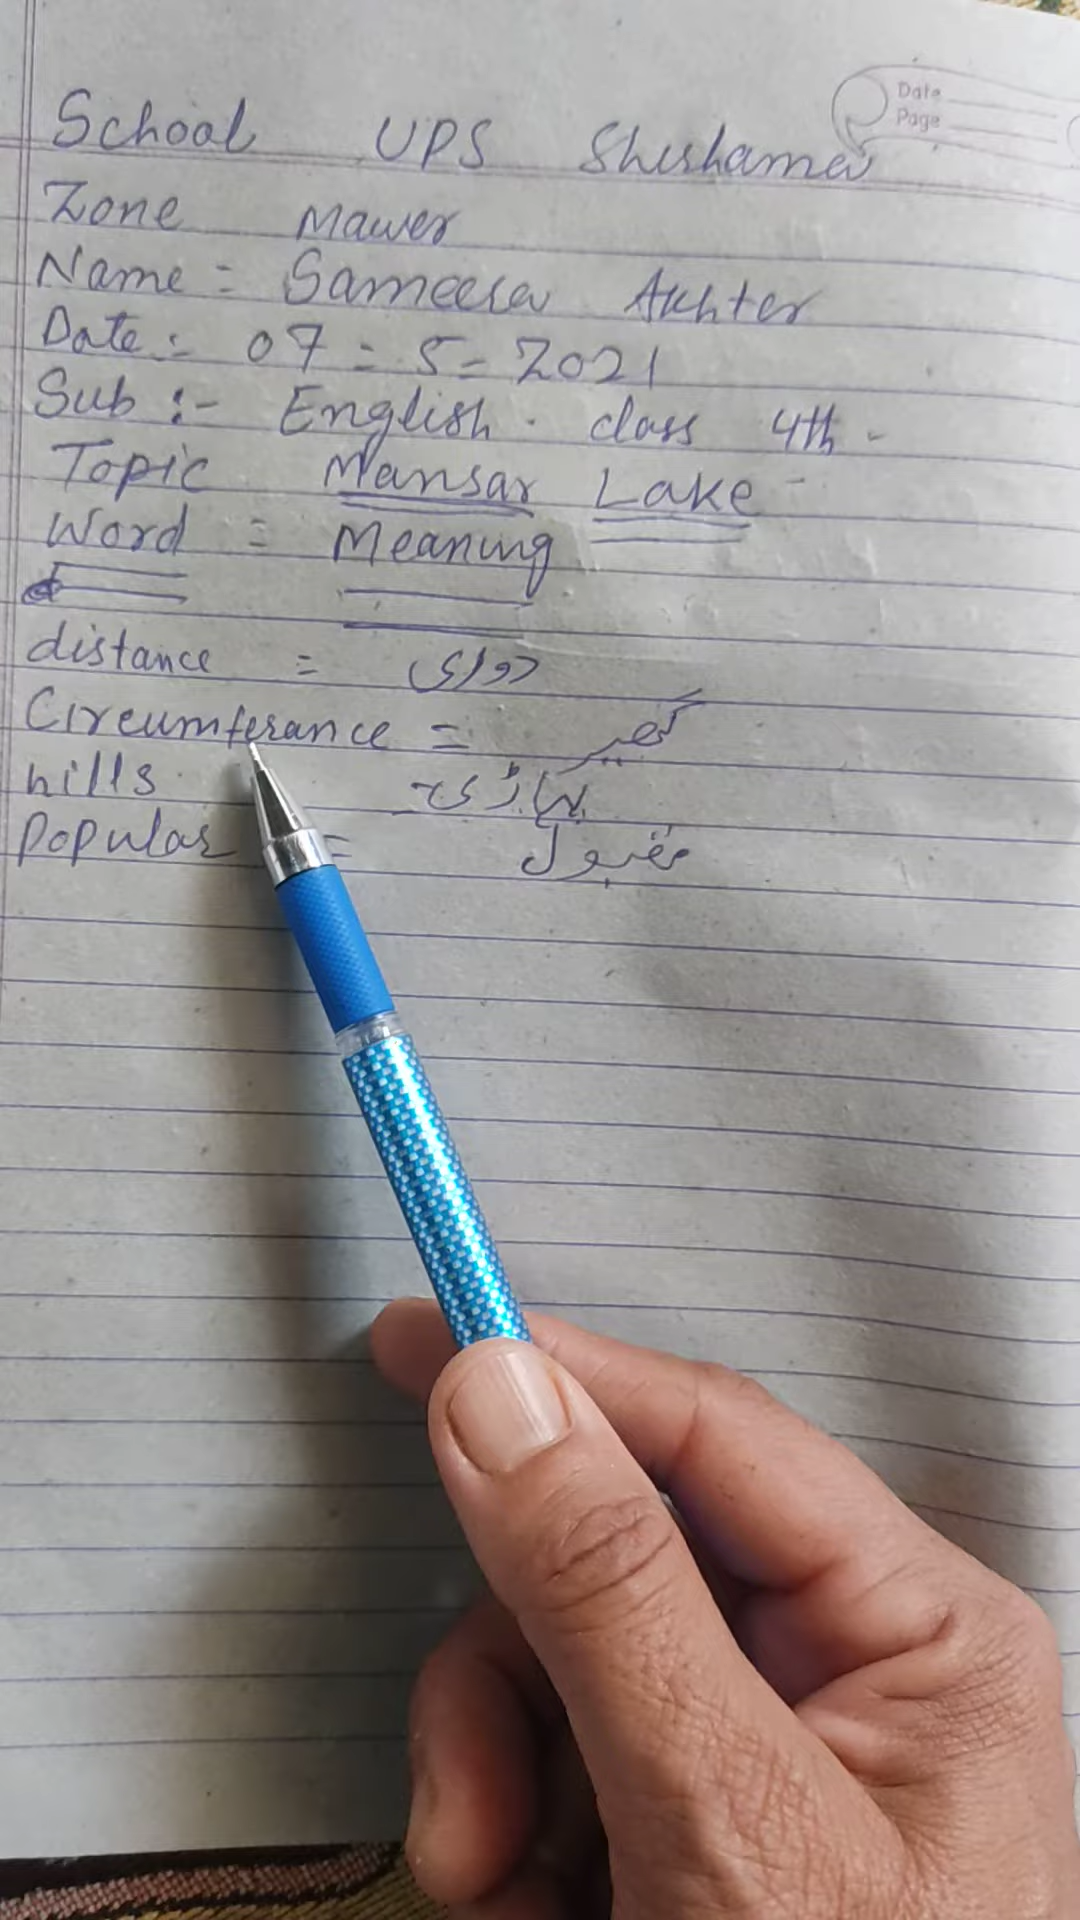 Date
Page
School UPS Shishama
Zone Mawer
Name = Sameera Akhter
Date :- 07 = 5 = 2021
Sub :- English . class 4th -
Topic Mansar Lake -
Word = Meaning
distance = دوری
Circumferance = گھیر
hills پہاڑی
Popular = مقبول